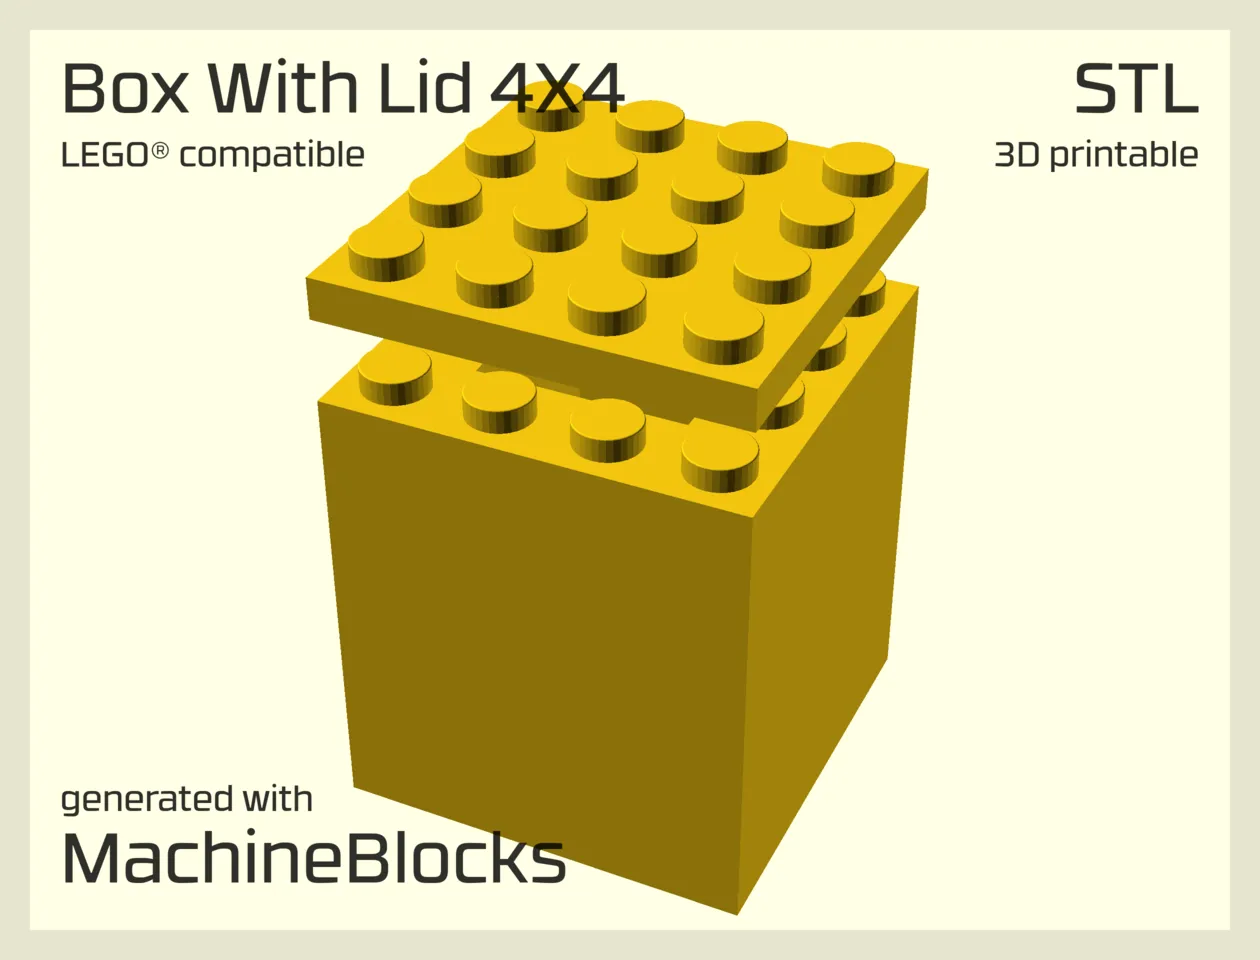 Box With Lid 4X4
LEGO® compatible
STL
3D printable
generated with
MachineBlocks